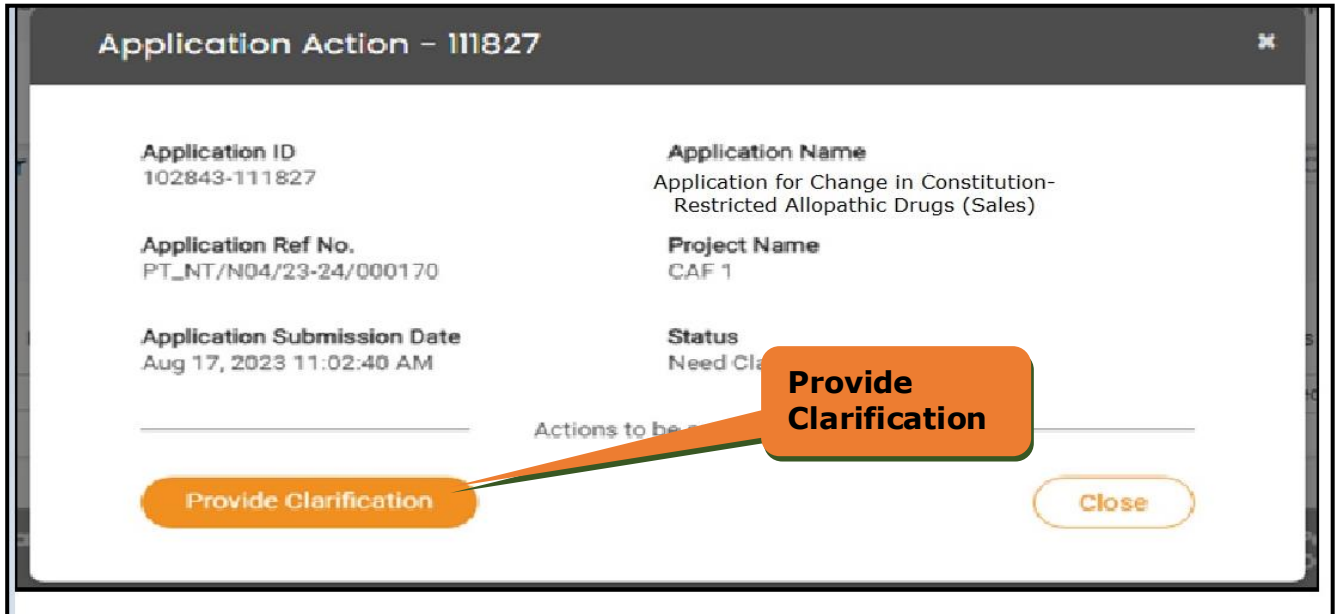 Application Action - 111827
Application ID
102843-111827
Application Name
Application for Change in Constitution-
Restricted Allopathic Drugs (Sales)
Application Ref No.
PT_NT/N04/23-24/000170
Project Name
CAF 1
Application Submission Date
Aug 17, 2023 11:02:40 AM
Status
Need
Provide
Clarification
Actions to be
Provide Clarification
Close